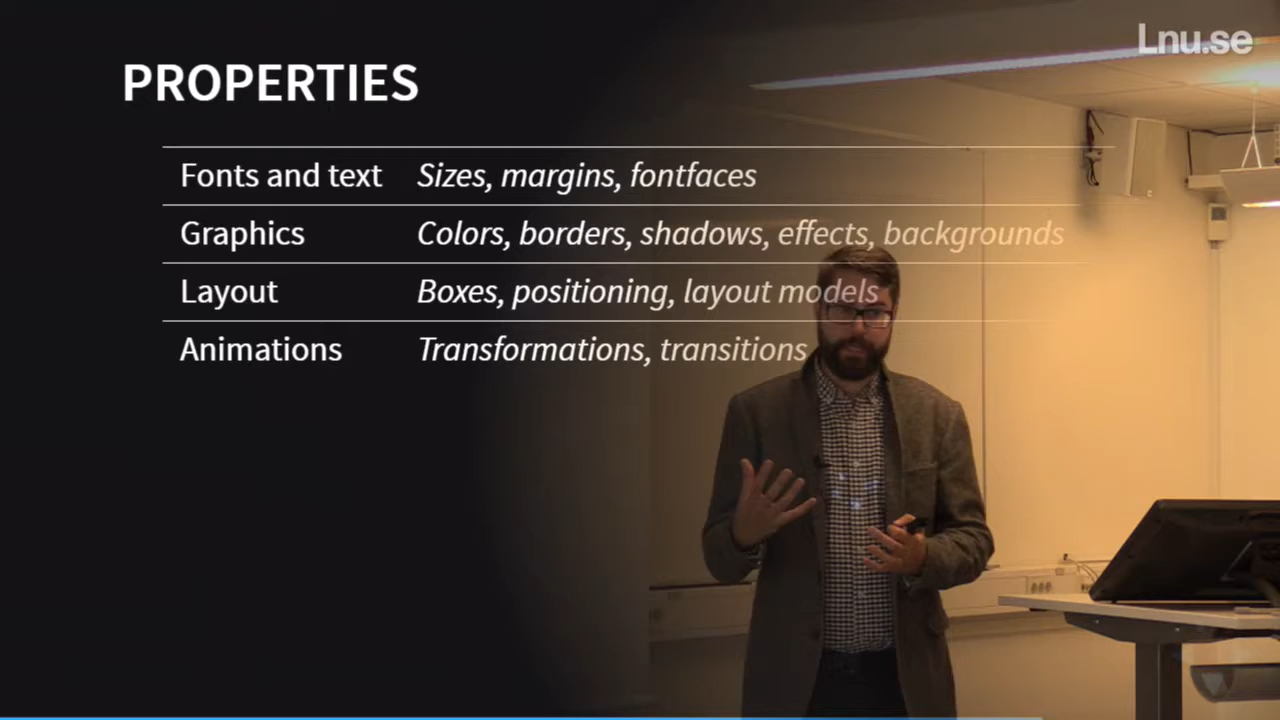 Lnu.se
PROPERTIES
Fonts and text Sizes, margins, fontfaces
Graphics Colors, borders, shadows, effects, backgrounds
Layout Boxes, positioning, layout models
Animations Transformations, transitions